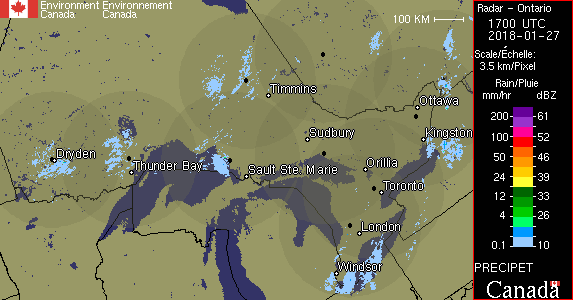 Environment Environnement
Canada Canada
100 KM
Timmins
Ottawa
Sudbury
Kingston
Dryden
Thunder Bay
Sault Ste. Marie
Orillia
Toronto
London
Windsor
Radar - Ontario
1700 UTC
2018-01-27
Scale/Échelle:
3.5 km/Pixel
Rain/Pluie
mm/hr dBZ
200 61
100 52
50 46
24 39
12 33
4 26
0.1 10
PRECIPET
Canada